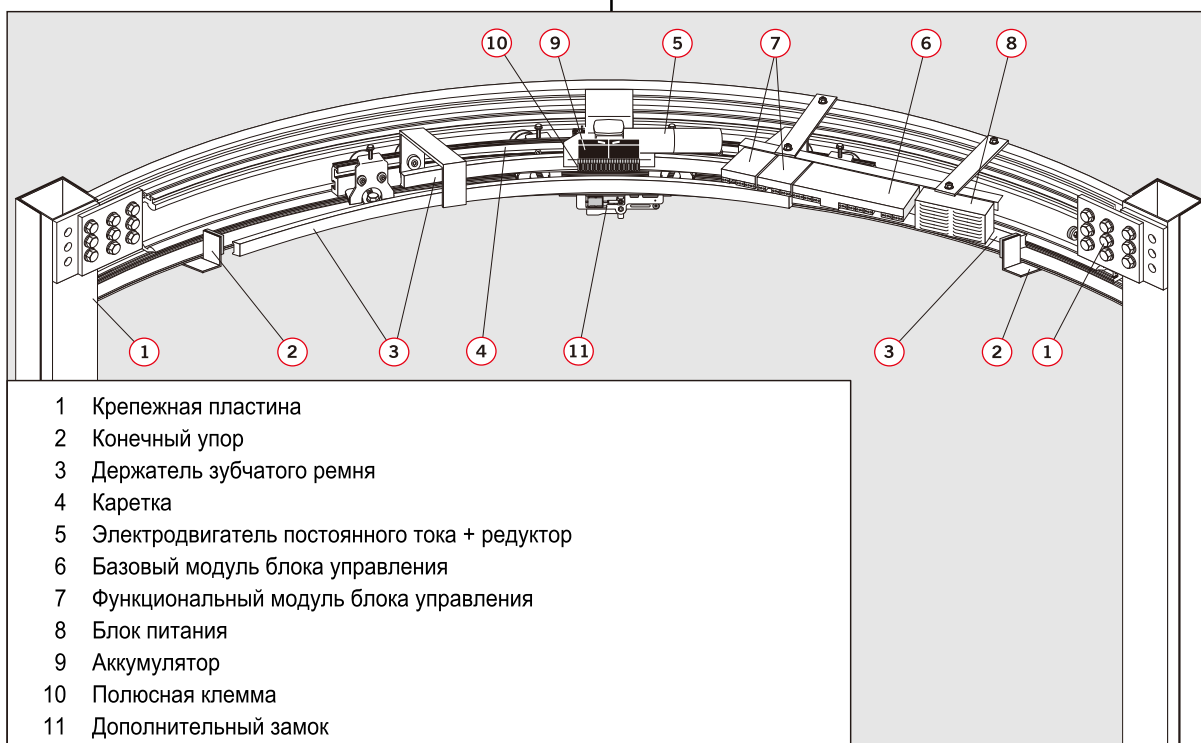 10 9 5 7 6 8
1 2 3 4 11 3 2 1
1 Крепежная пластина
2 Конечный упор
3 Держатель зубчатого ремня
4 Каретка
5 Электродвигатель постоянного тока + редуктор
6 Базовый модуль блока управления
7 Функциональный модуль блока управления
8 Блок питания
9 Аккумулятор
10 Полюсная клемма
11 Дополнительный замок